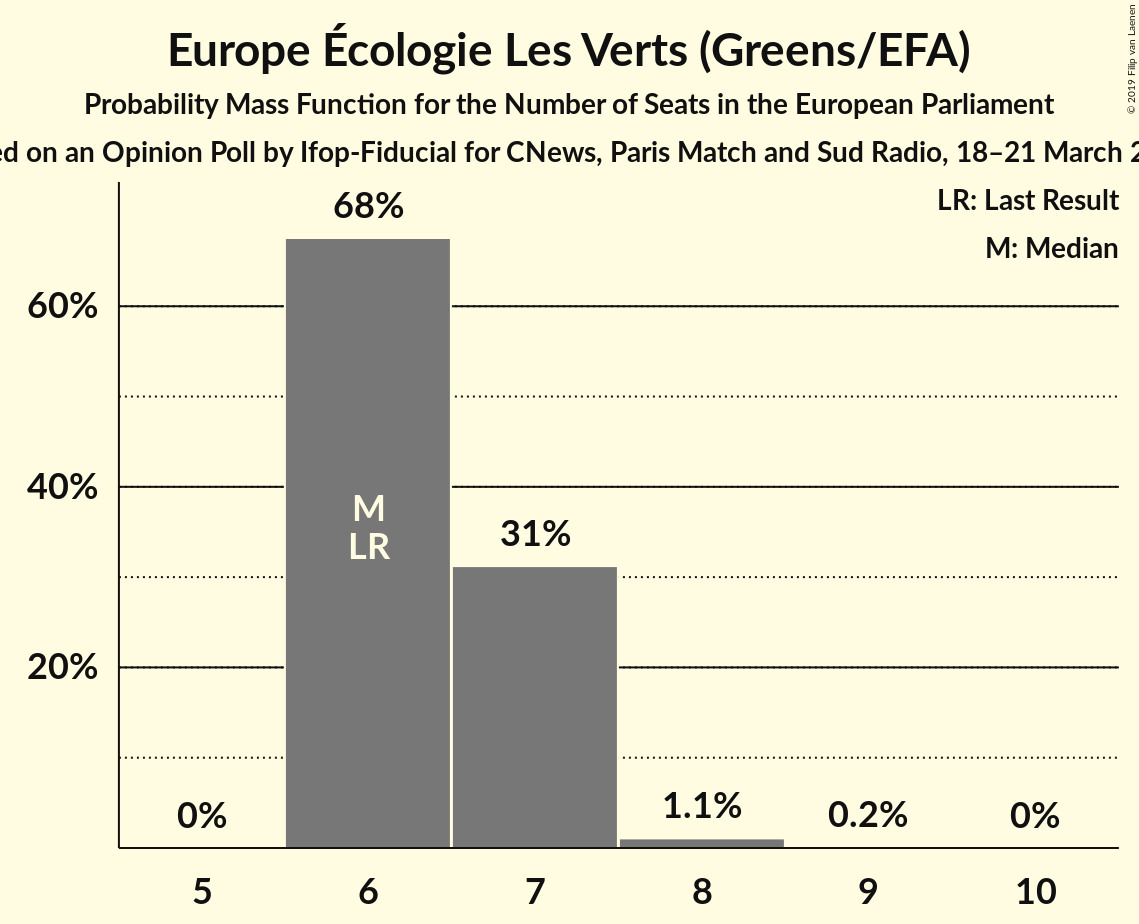 Europe Écologie Les Verts (Greens/EFA)
Probability Mass Function for the Number of Seats in the European Parliament
on an Opinion Poll by Ifop-Fiducial for CNews, Paris Match and Sud Radio, 18–21 March
© 2019 Filip van Laenen
LR: Last Result
M: Median
68%
60%
40%
M
LR
31%
20%
0%
1.1%
0.2%
0%
5
6
7
8
9
10